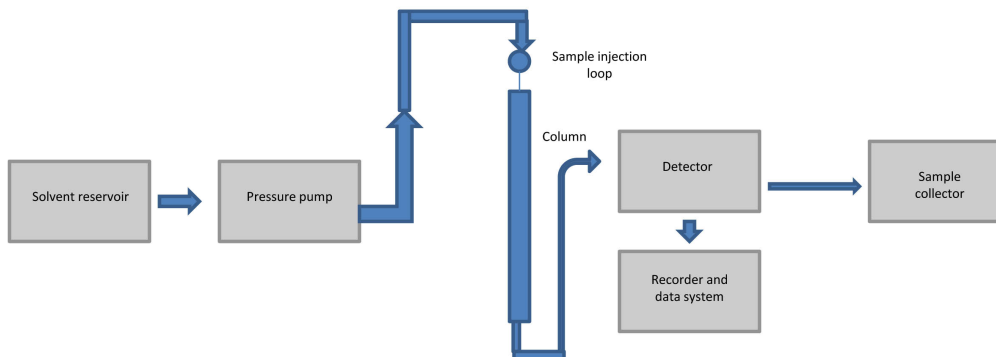 Sample injection
loop
Column
Solvent reservoir
Pressure pump
Detector
Sample
collector
Recorder and
data system